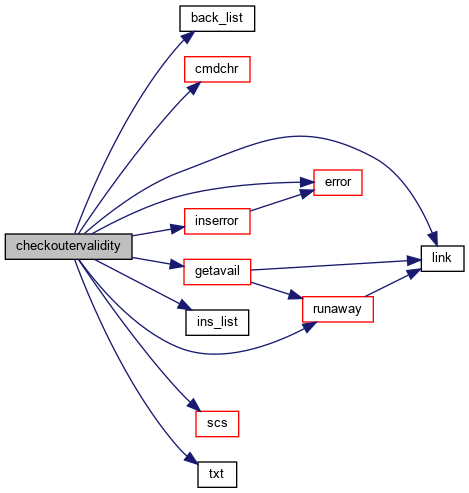 back_list
cmdchr
error
inserror
checkoutervalidity
link
getavail
runaway
ins_list
scs
txt